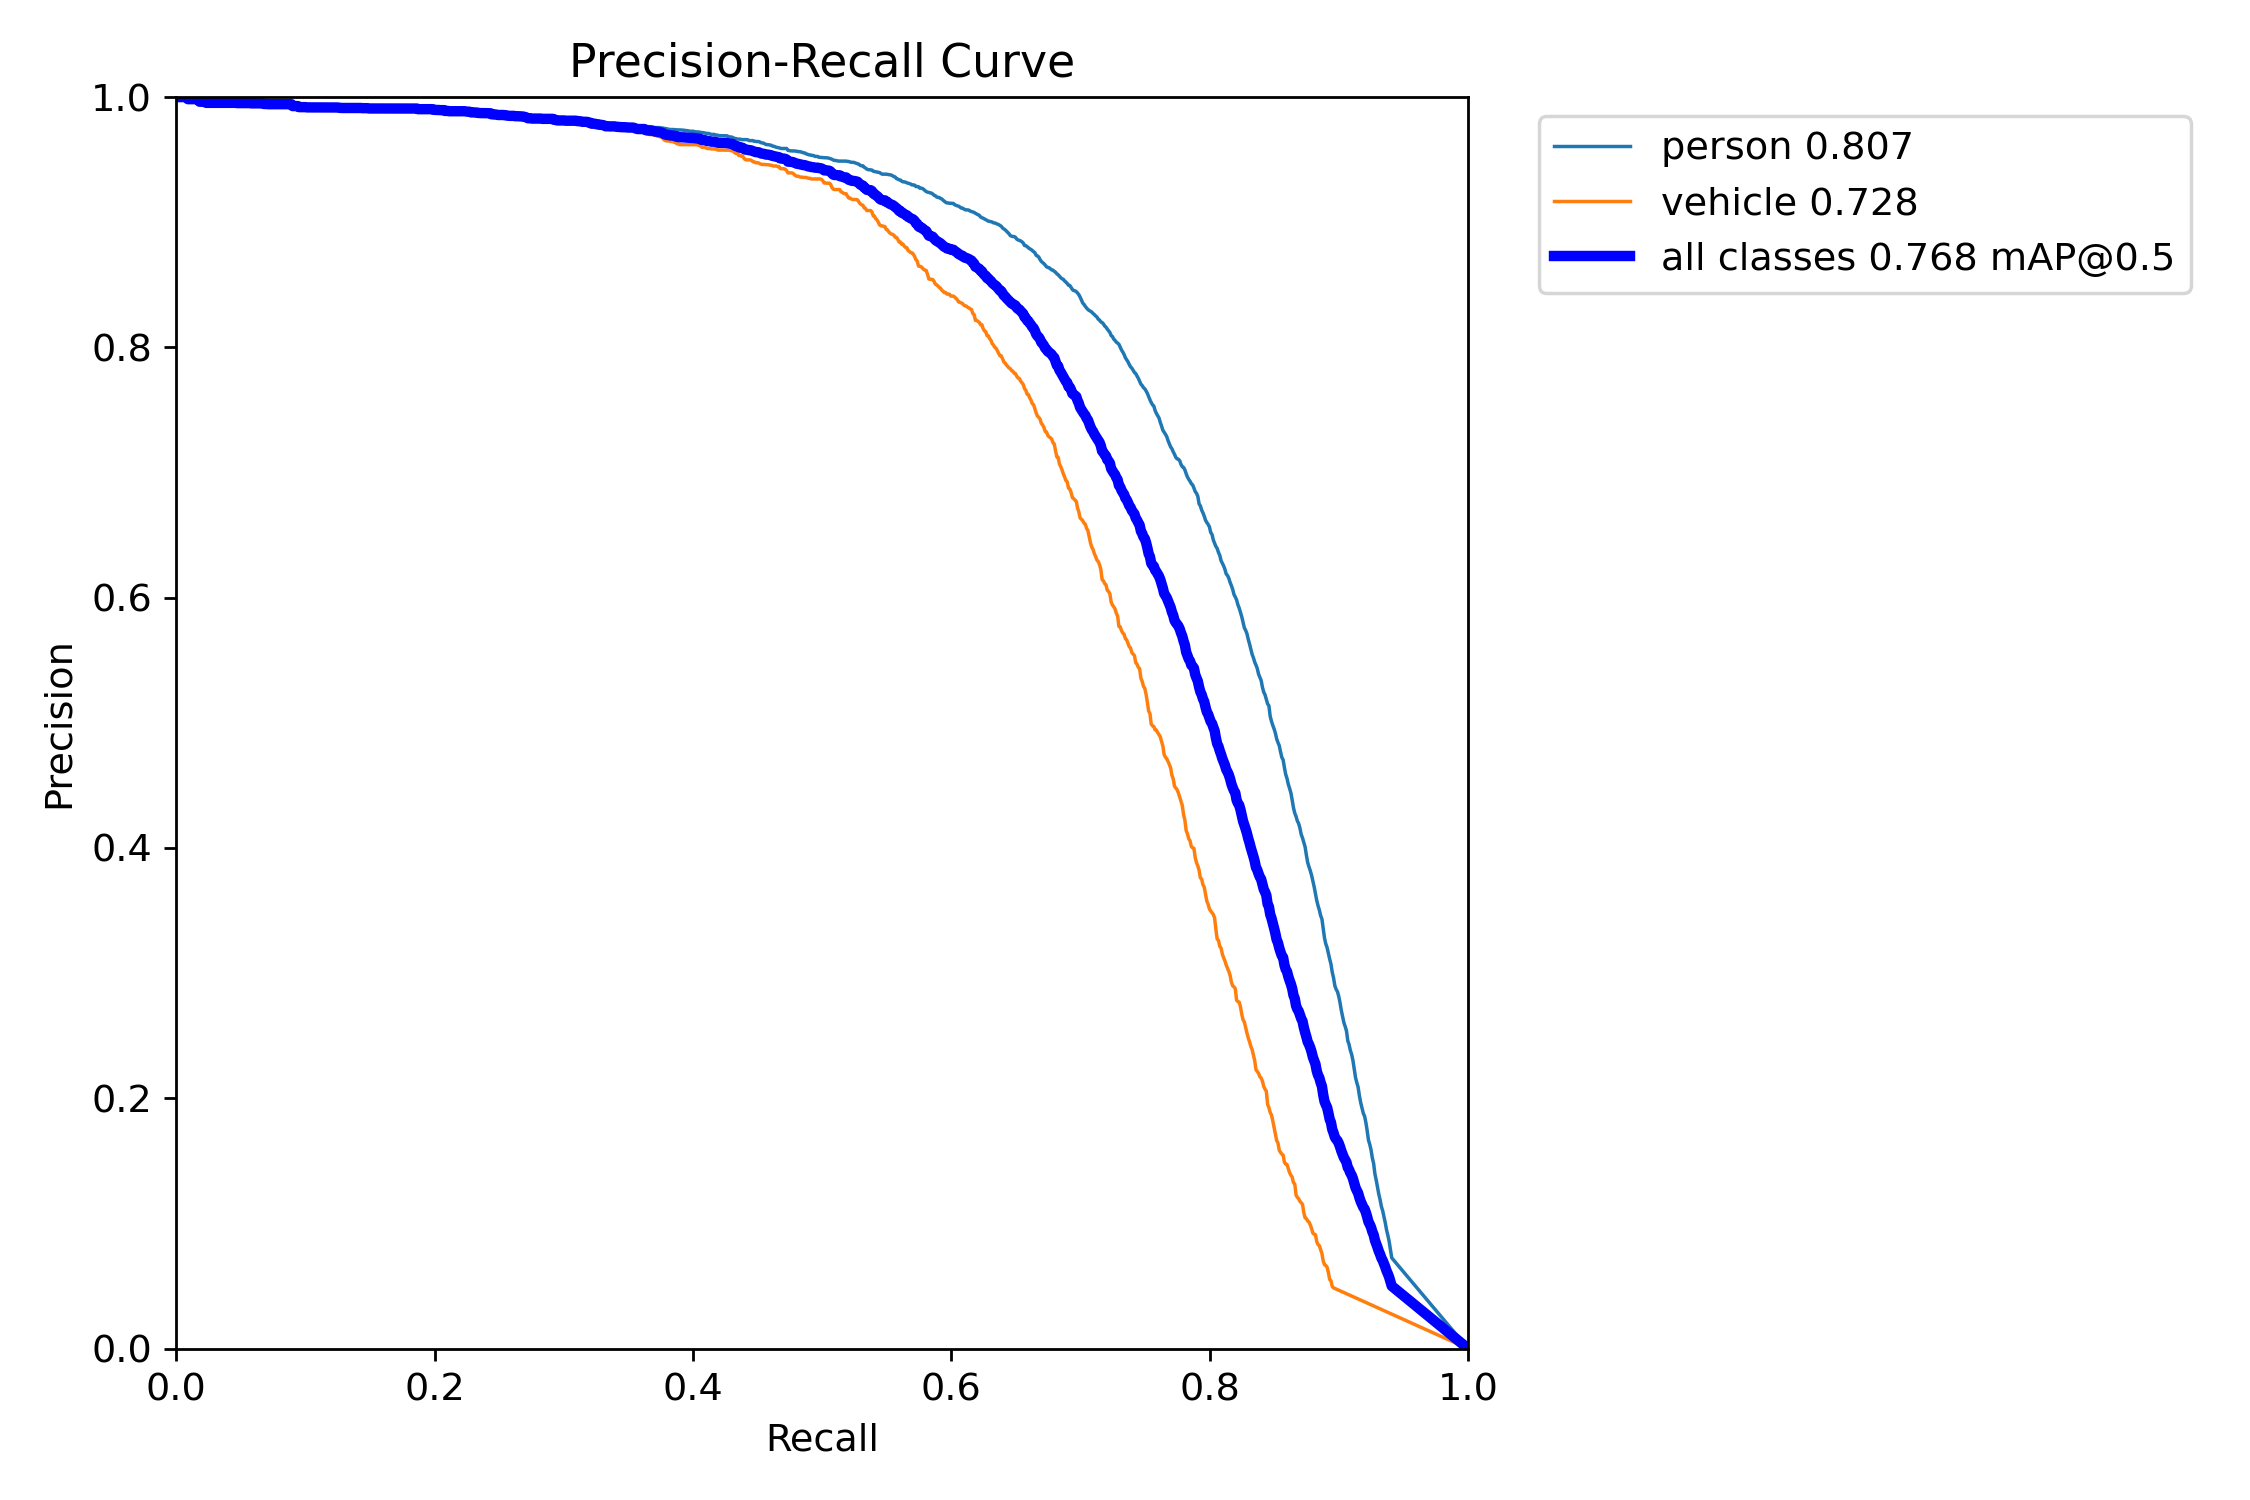 Precision-Recall Curve
1.0
0.8
0.6
0.4
0.2
0.0
Precision
0.0 0.2 0.4 0.6 0.8 1.0
Recall
person 0.807
vehicle 0.728
all classes 0.768 mAP@0.5